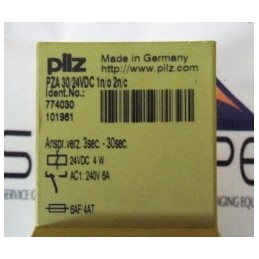 pilz
Made in Germany
http://www.pilz.com
PZA 30/24VDC 1n/o 2n/c
Ident.No.:
774030
101961
Anspr.verz. 3sec. - 30sec.
24VDC 4 W
AC1: 240V 6A
6AF/4AT